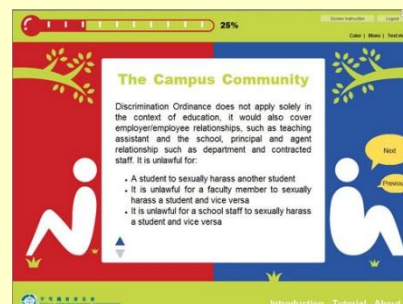 25%
Screen Instruction
Logout
Color | Mono | Text
The Campus Community
Discrimination Ordinance does not apply solely in
the context of education, it would also cover
employer/employee relationships, such as teaching
assistant and the school, principal and agent
relationship such as department and contracted
staff. It is unlawful for:
• A student to sexually harass another student
• It is unlawful for a faculty member to sexually
harass a student and vice versa
• It is unlawful for a school staff to sexually harass
a student and vice versa
Next
Previous
Introduction Tutorial About